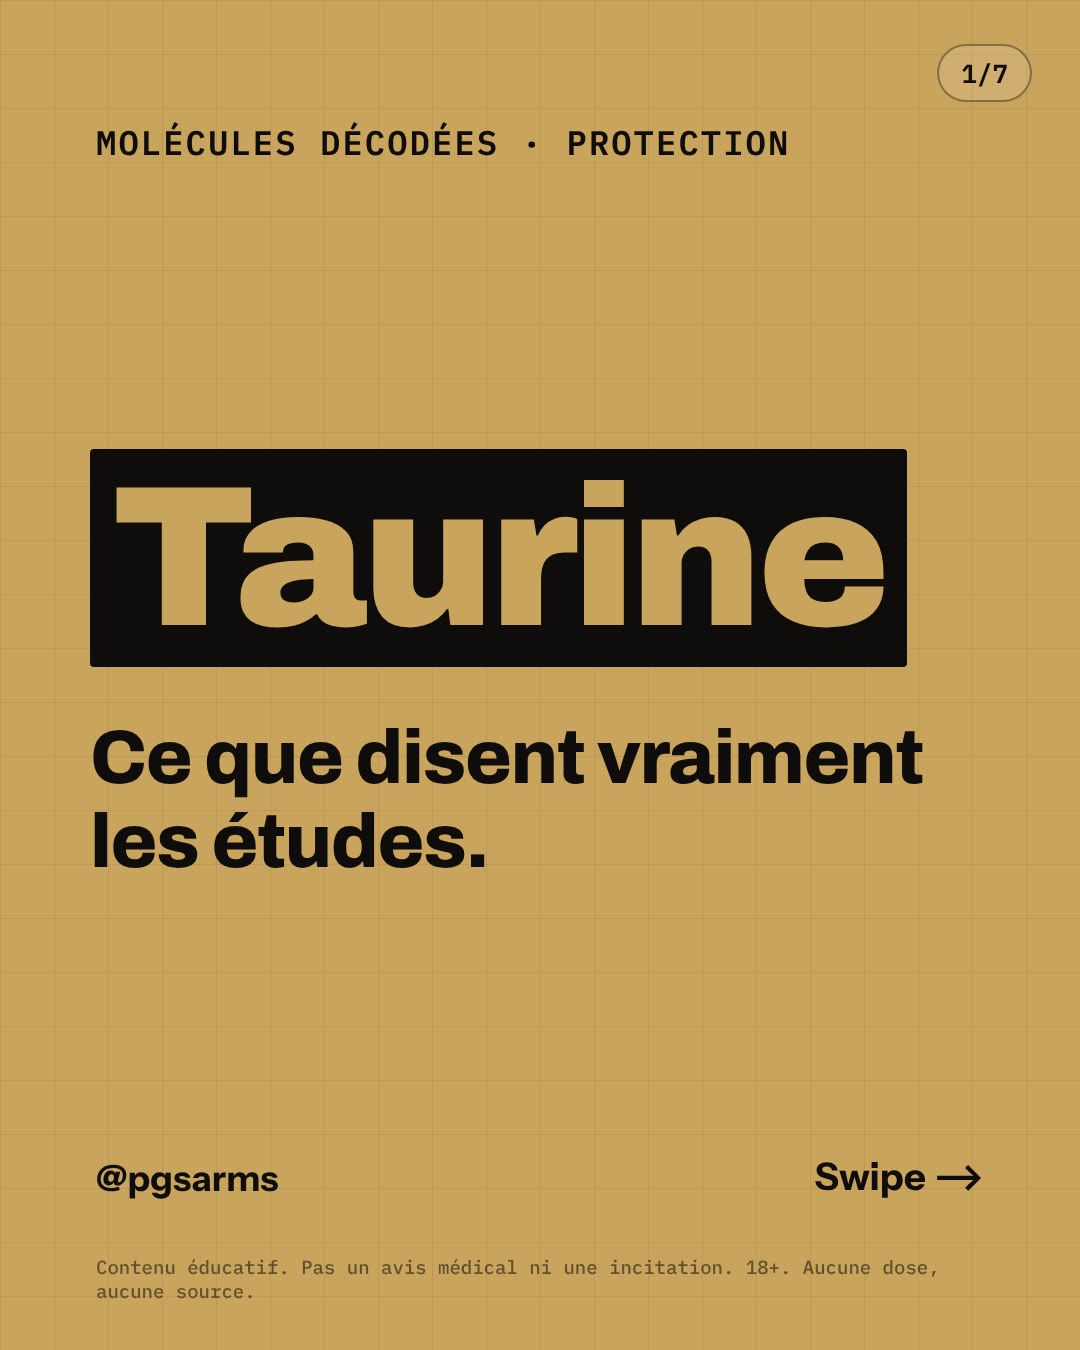 1/7
MOLÉCULES DÉCODÉES · PROTECTION
Taurine
Ce que disent vraiment
les études.
@pgsarms
Swipe →
Contenu éducatif. Pas un avis médical ni une incitation. 18+. Aucune dose,
aucune source.